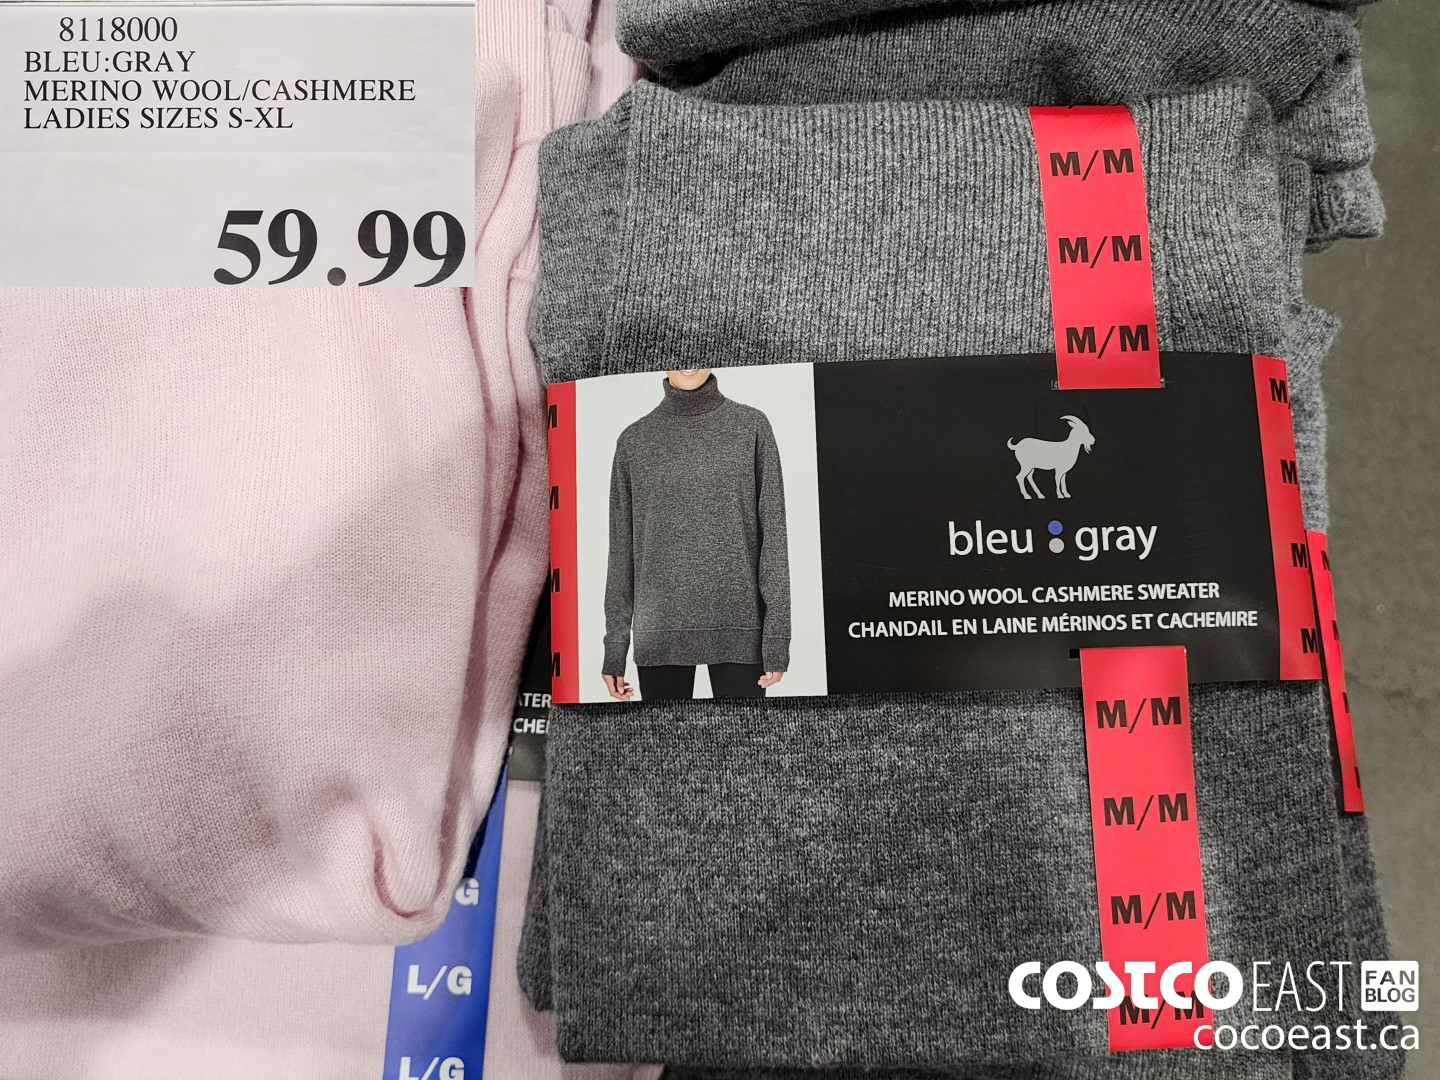 8118000
BLEU:GRAY
MERINO WOOL/CASHMERE
LADIES SIZES S-XL
59.99
M/M
M/M
M/M
M
M
M
M
bleu gray
MERINO WOOL CASHMERE SWEATER
CHANDAIL EN LAINE MÉRINOS ET CACHEMIRE
M/
M
M
M
M/M
M/M
M/M
M/M
L/G
L/G
COSTCO EAST FAN BLOG
cocoeast.ca